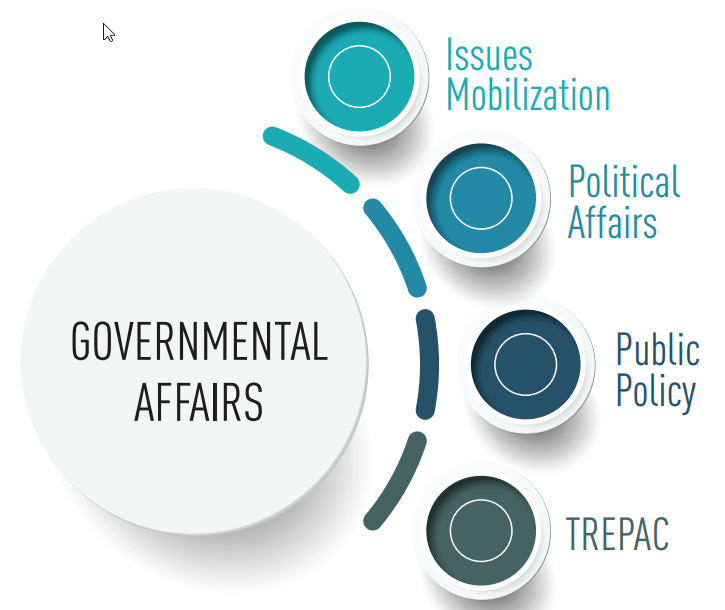 Issues
Mobilization
Political
Affairs
GOVERNMENTAL
AFFAIRS
Public
Policy
TREPAC